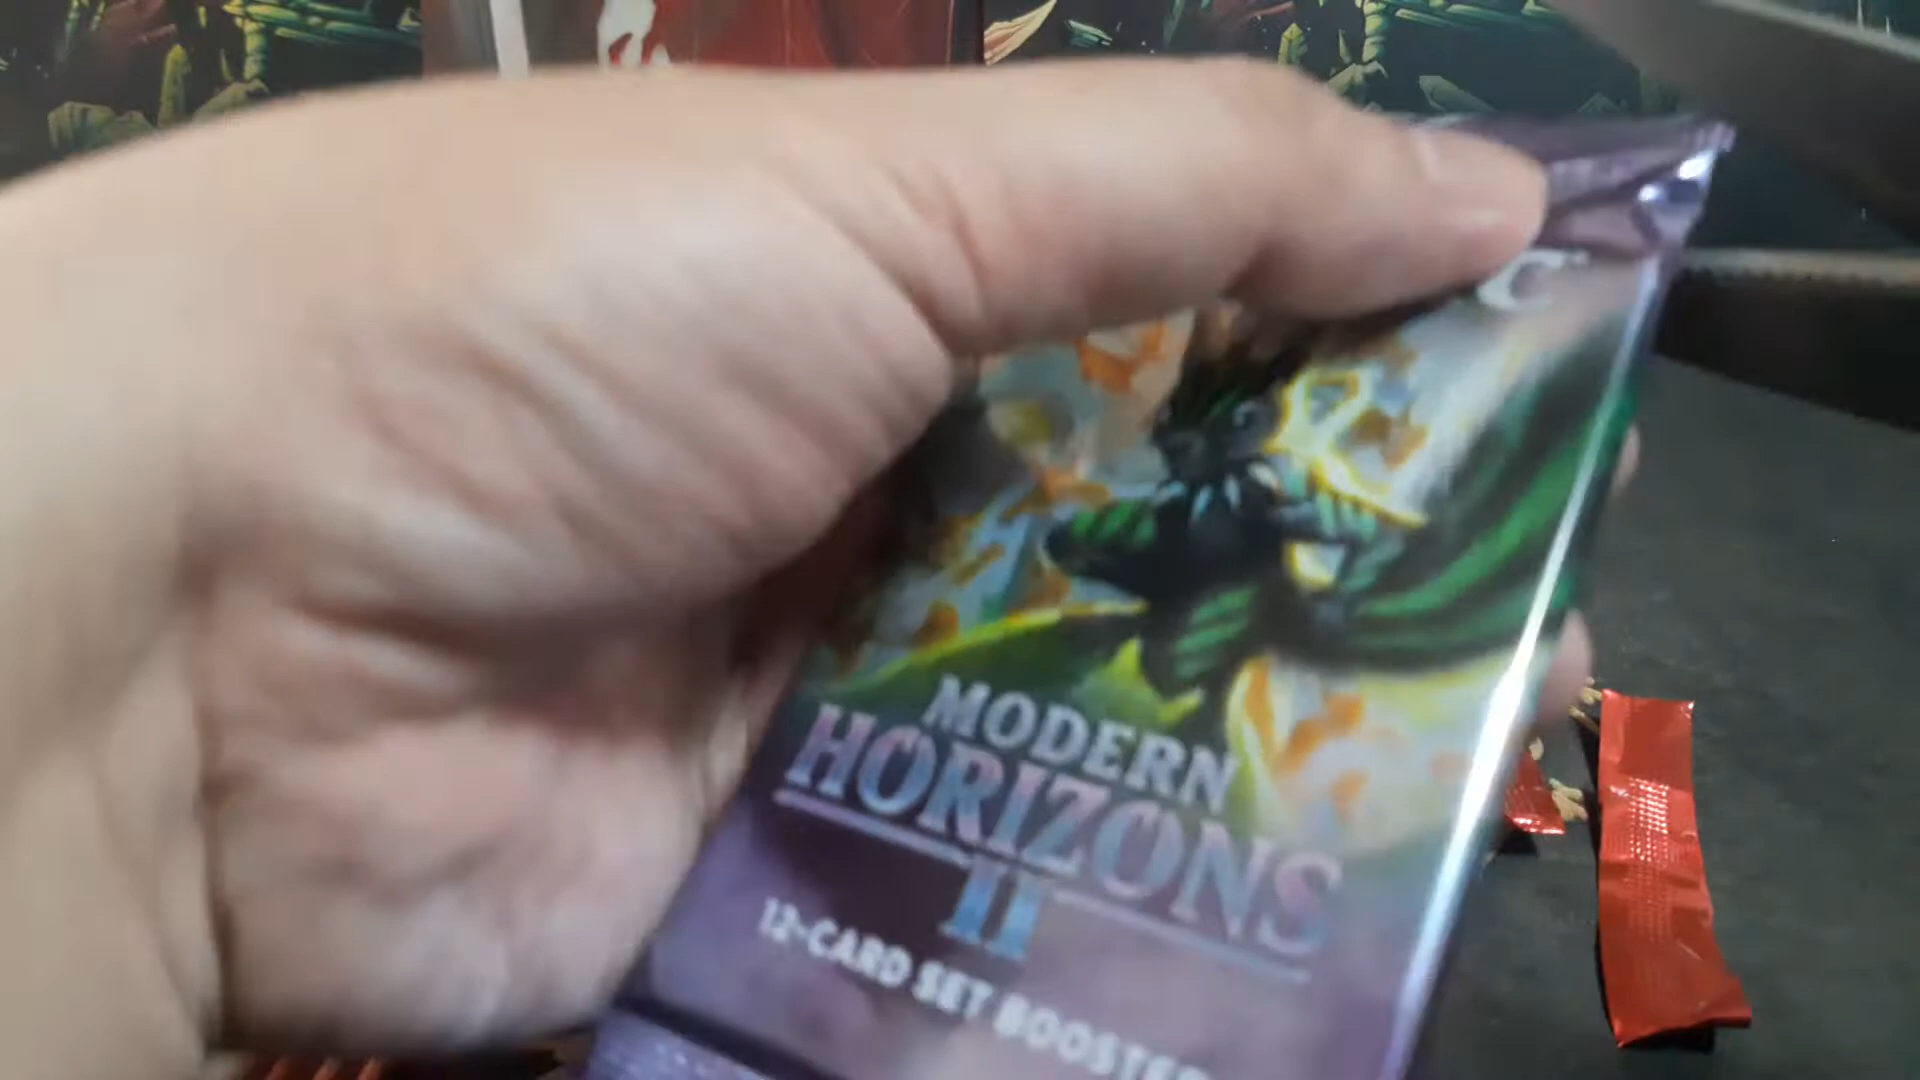 C
MODERN
HORIZONS
II
12-CARD SET BOOSTER